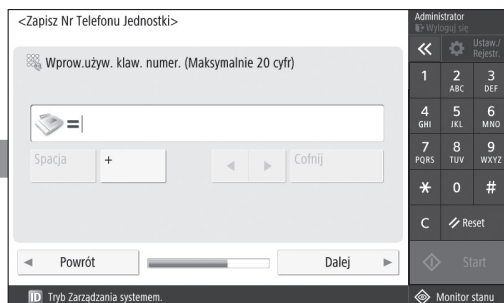 <Zapisz Nr Telefonu Jednostki>
Wprow.używ. klaw. numer. (Maksymalnie 20 cyfr)
=
Spacja
+
Cofnij
Powrót
Dalej
ID Tryb Zarządzania systemem.
Administrator
Wyloguj się
Ustaw./
Rejestr.
1 2 3
ABC DEF
4 5 6
GHI JKL MNO
7 8 9
PQRS TUV WXYZ
* 0 #
C Reset
Start
Monitor stanu